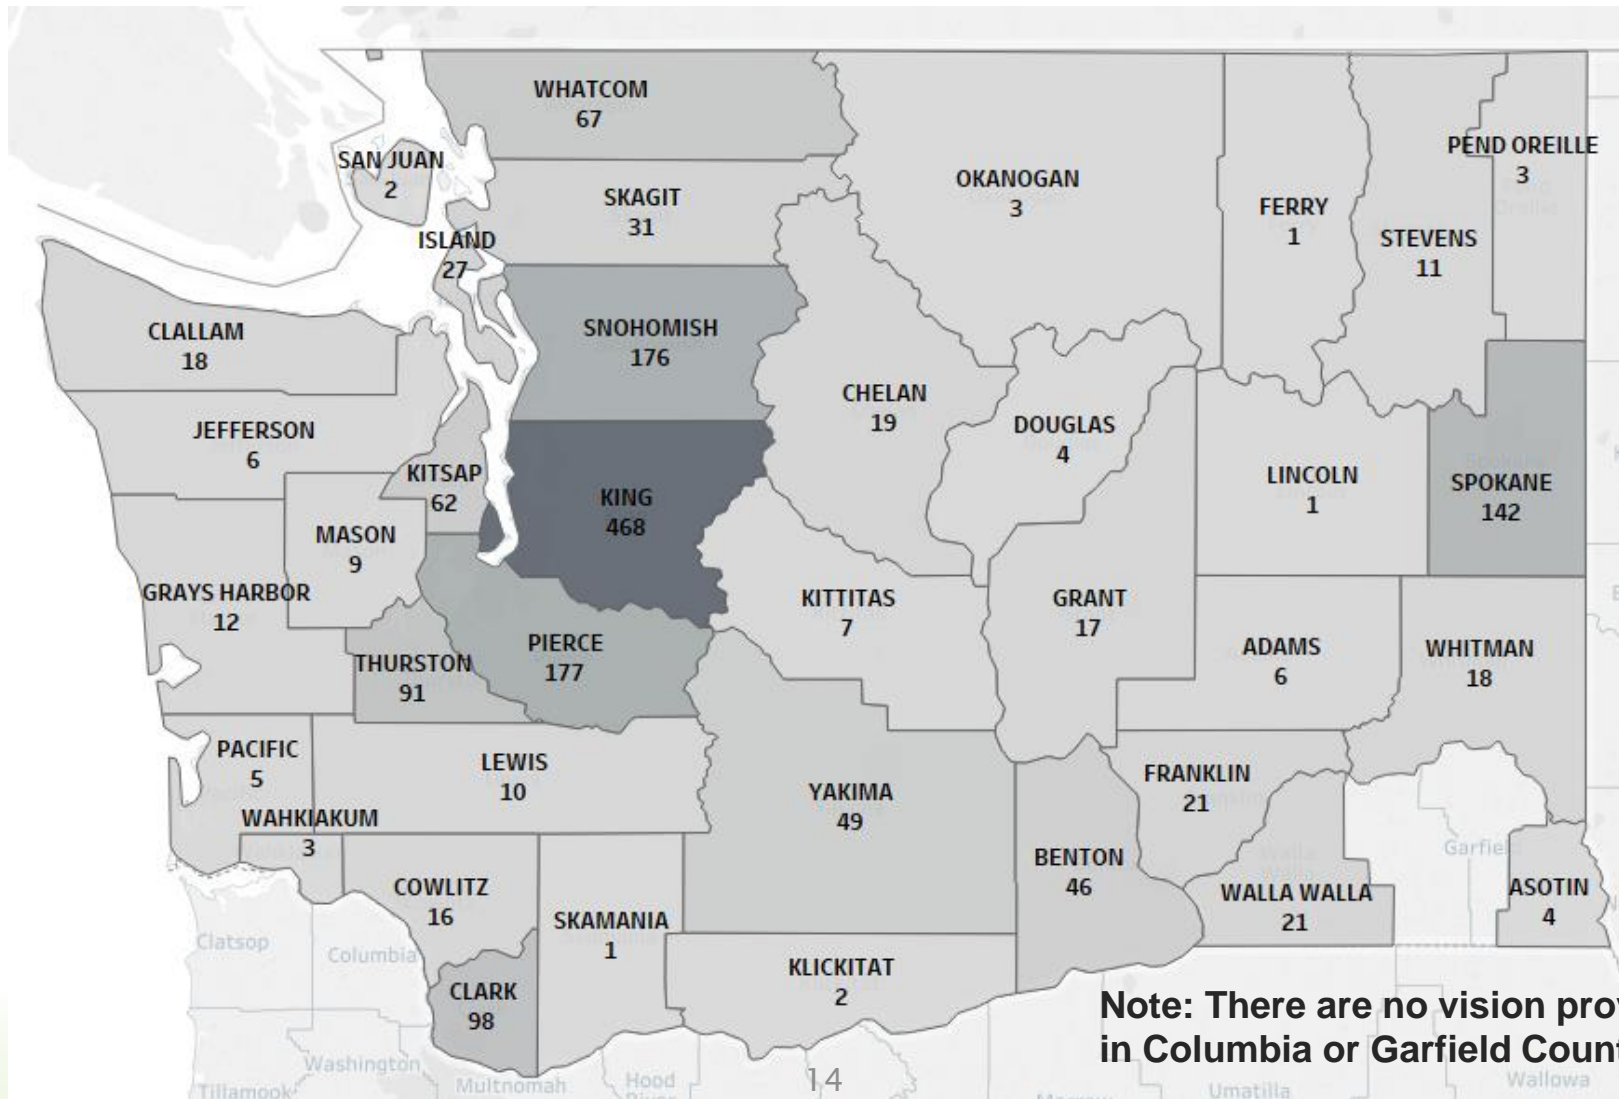 WHATCOM
67
SAN JUAN
2
SKAGIT
31
ISLAND
27
OKANOGAN
3
FERRY
1
STEVENS
11
PEND OREILLE
3
CLALLAM
18
SNOHOMISH
176
JEFFERSON
6
KITSAP
62
KING
468
CHELAN
19
DOUGLAS
4
LINCOLN
1
SPOKANE
142
MASON
9
GRAYS HARBOR
12
THURSTON
91
PIERCE
177
KITTITAS
7
GRANT
17
ADAMS
6
WHITMAN
18
PACIFIC
5
LEWIS
10
WAHKIAKUM
3
YAKIMA
49
FRANKLIN
21
BENTON
46
WALLA WALLA
21
Garfield
ASOTIN
4
COWLITZ
16
SKAMANIA
1
KLICKITAT
2
CLARK
98
Clatsop
Columbia
Washington
Tillamook
Multnomah
Hood
River
Umatilla
Wallowa
Note: There are no vision prov
in Columbia or Garfield Count
14